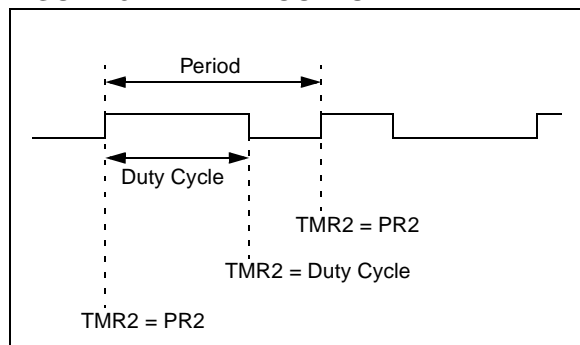 Period
Duty Cycle
TMR2 = PR2
TMR2 = Duty Cycle
TMR2 = PR2